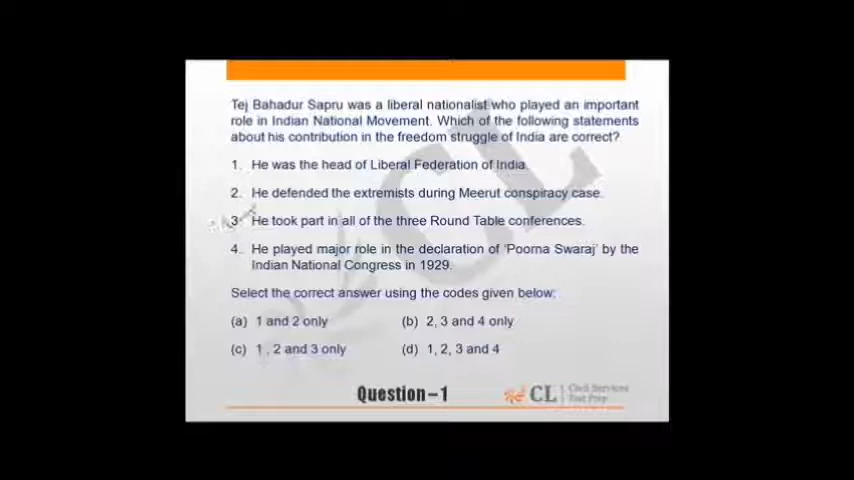 Tej Bahadur Sapru was a liberal nationalist who played an important
role in Indian National Movement. Which of the following statements
about his contribution in the freedom struggle of India are correct?
1. He was the head of Liberal Federation of India.
2. He defended the extremists during Meerut conspiracy case.
3. He took part in all of the three Round Table conferences.
4. He played major role in the declaration of 'Poorna Swaraj' by the
Indian National Congress in 1929.
Select the correct answer using the codes given below:
(a) 1 and 2 only (b) 2, 3 and 4 only
(c) 1 , 2 and 3 only (d) 1, 2, 3 and 4
Question – 1
CL Civil Services
Test Prep
CL